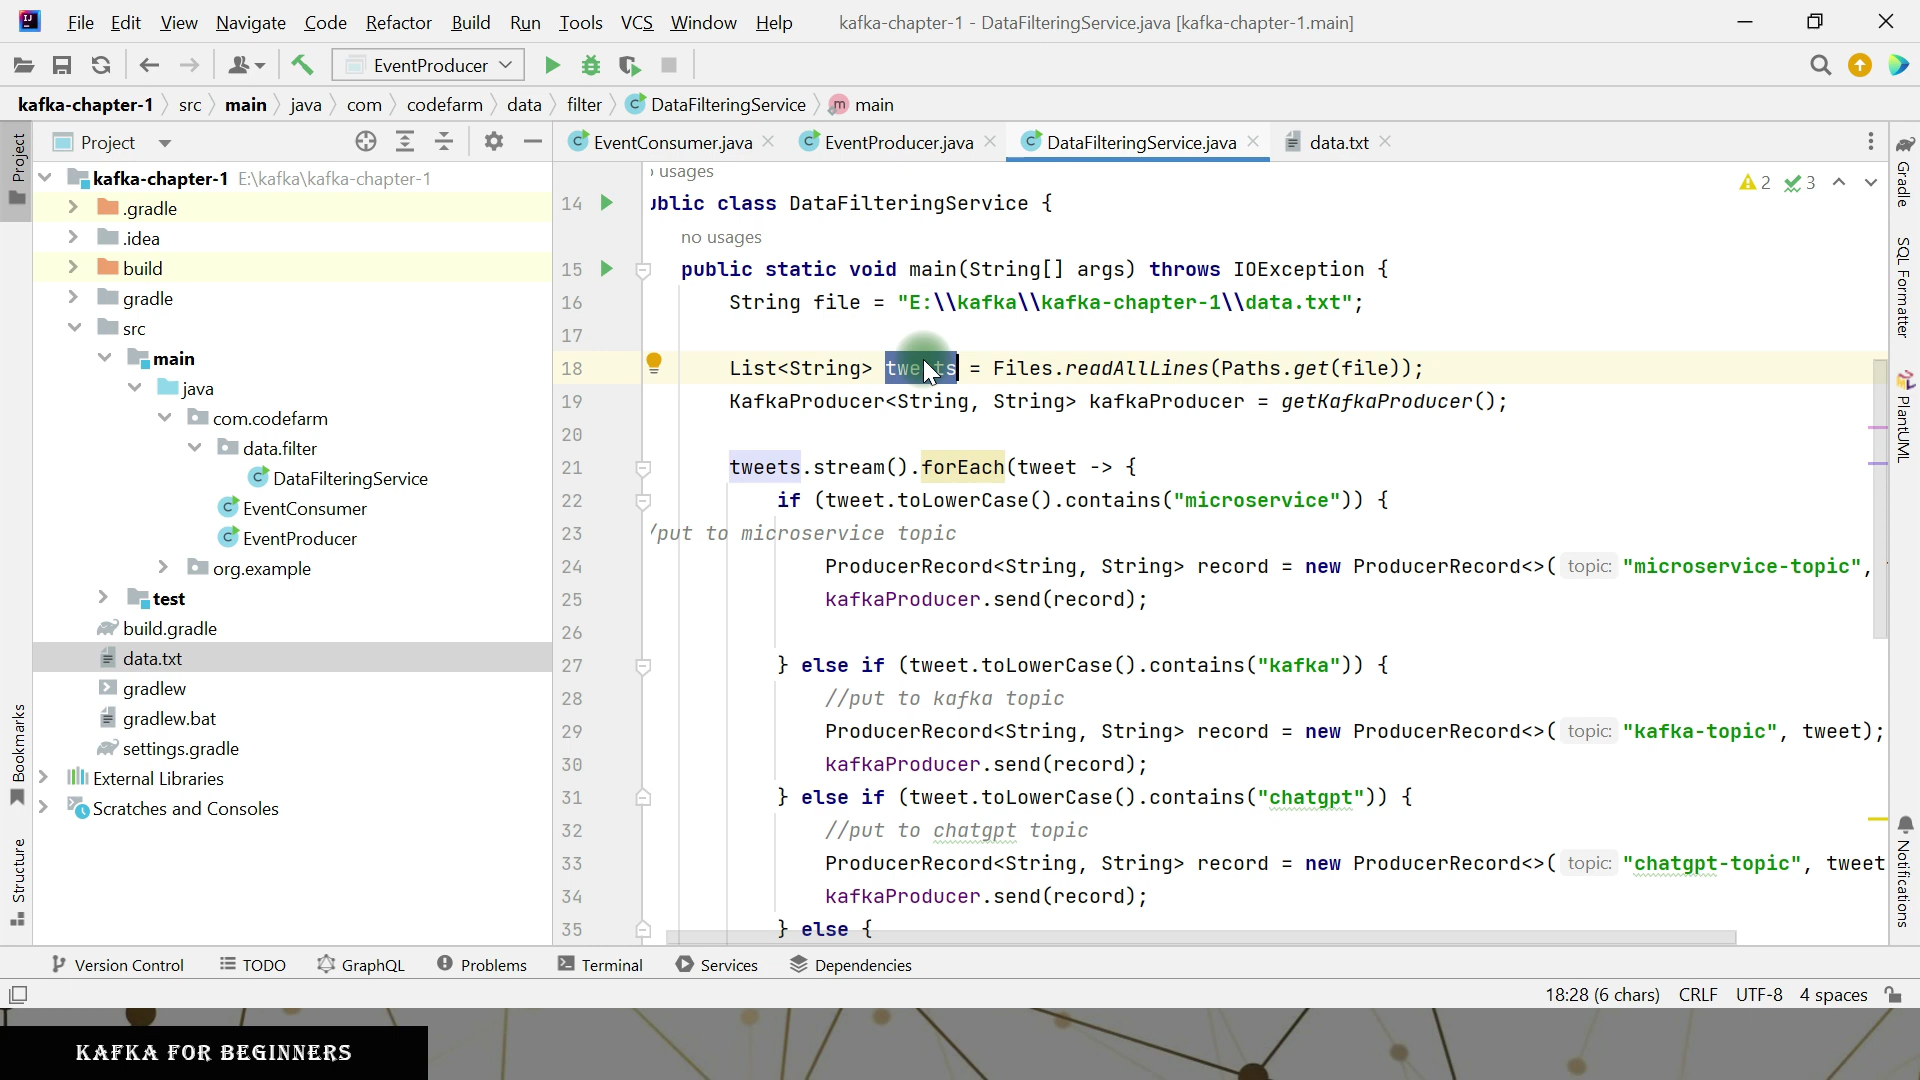 File Edit View Navigate Code Refactor Build Run Tools VCS Window Help kafka-chapter-1 - DataFilteringService.java [kafka-chapter-1.main]
EventProducer
kafka-chapter-1 src main java com codefarm data filter DataFilteringService main
Project
EventConsumer.java EventProducer.java DataFilteringService.java data.txt
kafka-chapter-1 E:\kafka\kafka-chapter-1
.gradle
.idea
build
gradle
src
main
java
com.codefarm
data.filter
DataFilteringService
EventConsumer
EventProducer
org.example
test
build.gradle
data.txt
gradlew
gradlew.bat
settings.gradle
External Libraries
Scratches and Consoles
usages
2 3
14 ublic class DataFilteringService {
no usages
15 public static void main(String[] args) throws IOException {
16 String file = "E:\\kafka\\kafka-chapter-1\\data.txt";
17
18 List<String> tweets = Files.readAllLines(Paths.get(file));
19 KafkaProducer<String, String> kafkaProducer = getKafkaProducer();
20
21 tweets.stream().forEach(tweet -> {
22 if (tweet.toLowerCase().contains("microservice")) {
23 /put to microservice topic
24 ProducerRecord<String, String> record = new ProducerRecord<>( topic: "microservice-topic",
25 kafkaProducer.send(record);
26
27 } else if (tweet.toLowerCase().contains("kafka")) {
28 //put to kafka topic
29 ProducerRecord<String, String> record = new ProducerRecord<>( topic: "kafka-topic", tweet);
30 kafkaProducer.send(record);
31 } else if (tweet.toLowerCase().contains("chatgpt")) {
32 //put to chatgpt topic
33 ProducerRecord<String, String> record = new ProducerRecord<>( topic: "chatgpt-topic", tweet
34 kafkaProducer.send(record);
35 } else {
Project
Bookmarks
Structure
Gradle
SQL Formatter
PlantUML
Notifications
Version Control TODO GraphQL Problems Terminal Services Dependencies
18:28 (6 chars) CRLF UTF-8 4 spaces
KAFKA FOR BEGINNERS